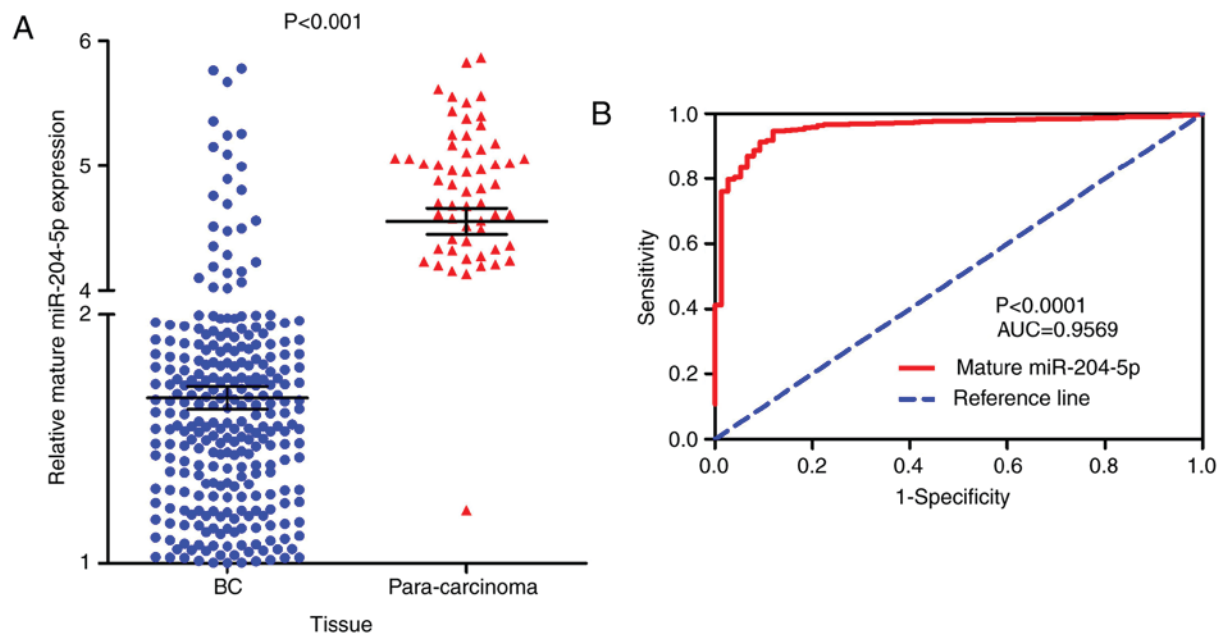 A
P<0.001
Relative mature miR-204-5p expression
6
5
4
2
1
BC
Para-carcinoma
Tissue
B
Sensitivity
1.0
0.8
0.6
0.4
0.2
0.0
P<0.0001
AUC=0.9569
Mature miR-204-5p
Reference line
0.0
0.2
0.4
0.6
0.8
1.0
1-Specificity